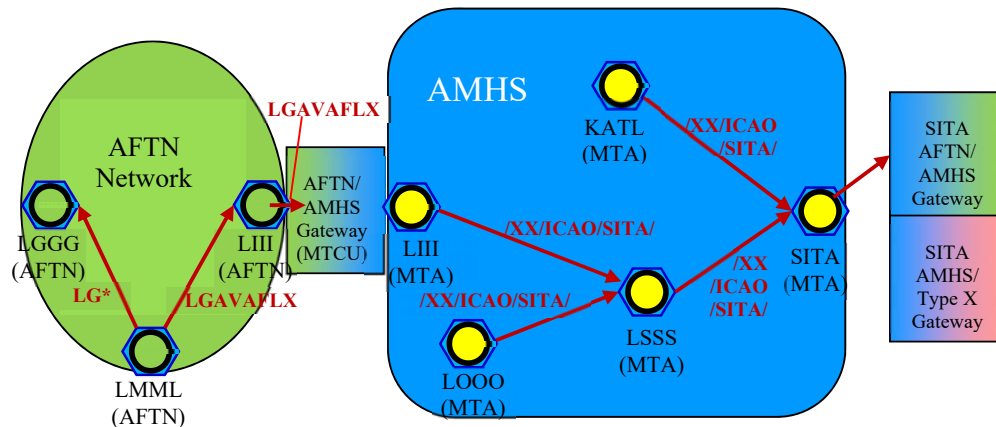 AFTN
Network
LGGG
(AFTN)
LIII
(AFTN)
LG*
LGAVAFLX
LMML
(AFTN)
LGAVAFLX
AFTN/
AMHS
Gateway
(MTCU)
AMHS
KATL
(MTA)
/XX/ICAO
/SITA/
LIII
(MTA)
/XX/ICAO/SITA/
/XX/ICAO/SITA/
LOOO
(MTA)
LSSS
(MTA)
/XX
/ICAO
/SITA/
SITA
(MTA)
SITA
AFTN/
AMHS
Gateway
SITA
AMHS/
Type X
Gateway